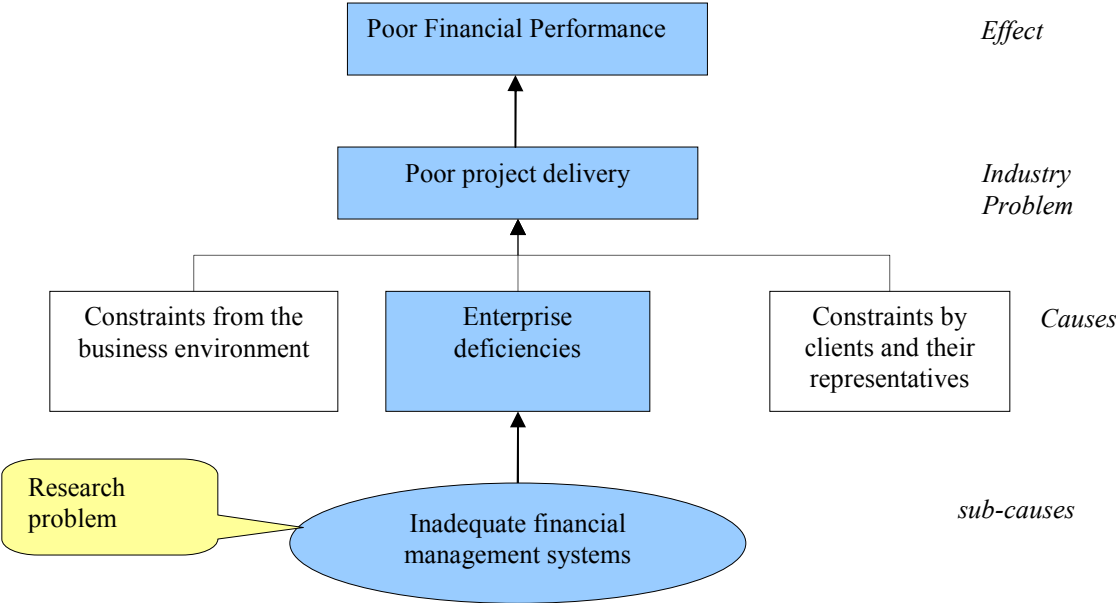 Poor Financial Performance
Effect
Poor project delivery
Industry
Problem
Constraints from the
business environment
Enterprise
deficiencies
Constraints by
clients and their
representatives
Causes
Research
problem
Inadequate financial
management systems
sub-causes